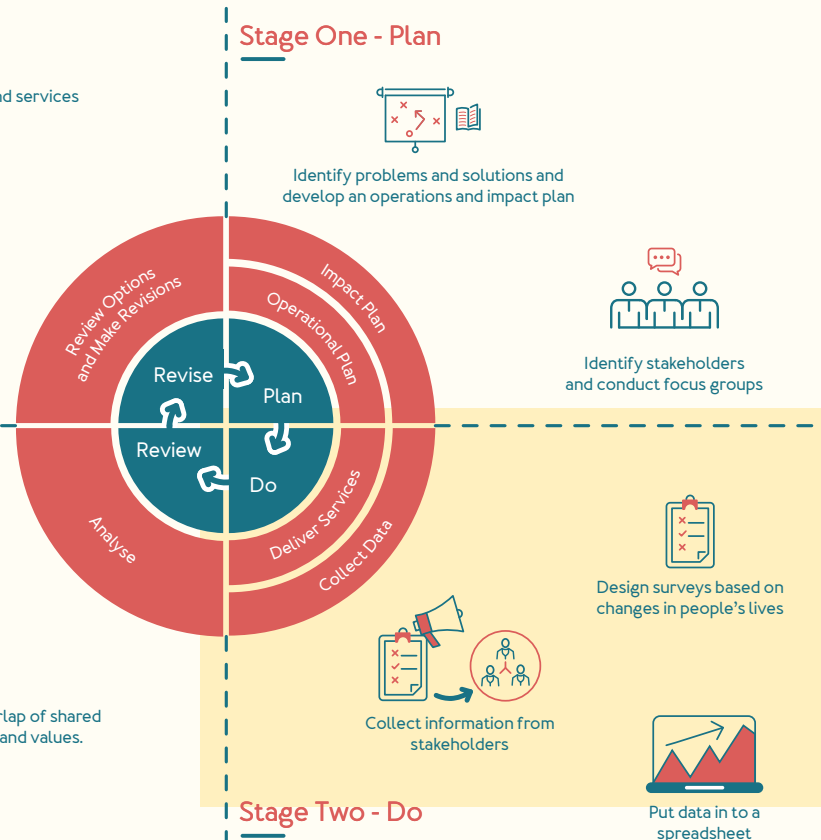 Stage One - Plan
services
Identify problems and solutions and
develop an operations and impact plan
Identify stakeholders
and conduct focus groups
Review Options
and Make Revisions
Impact Plan
Operational Plan
Revise
Plan
Review
Do
Analyse
Deliver Services
Collect Data
Design surveys based on
changes in people's lives
Collect information from
stakeholders
of shared
and values.
Stage Two - Do
Put data in to a
spreadsheet